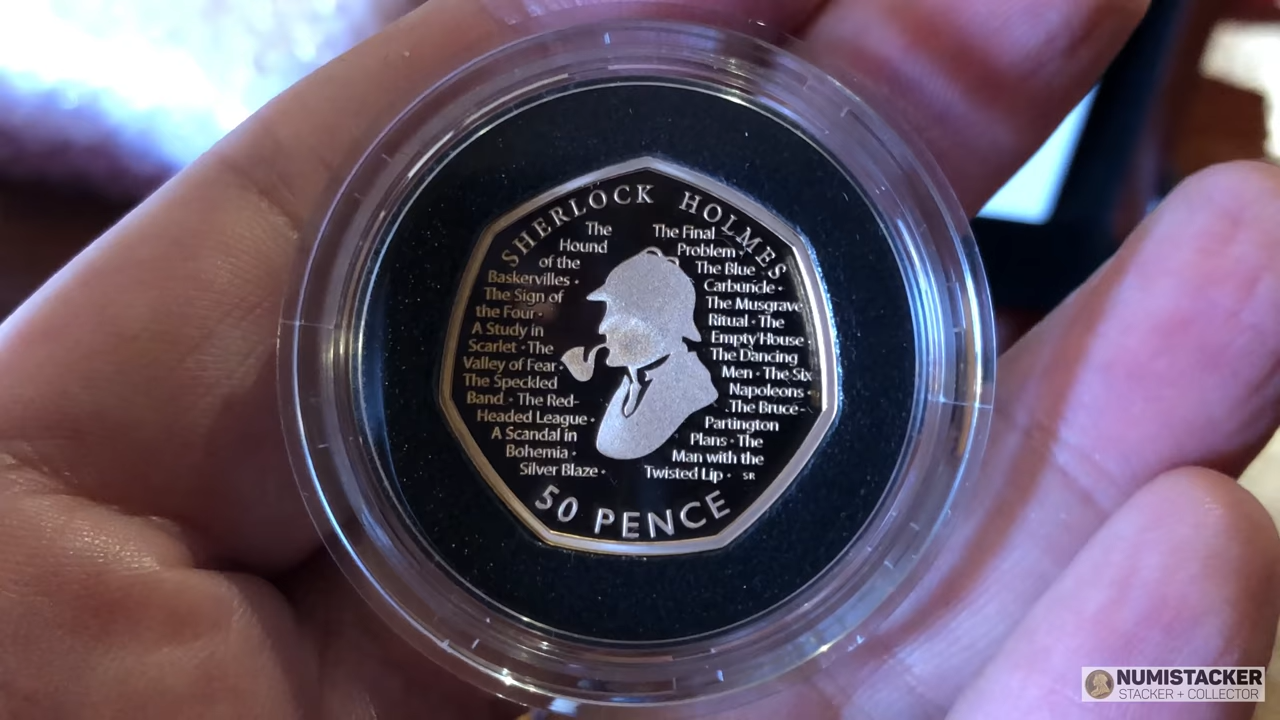 SHERLOCK HOLMES
The
Hound
of the
Baskervilles ·
The Sign of
the Four ·
A Study in
Scarlet · The
Valley of Fear ·
The Speckled
Band · The Red-
Headed League ·
A Scandal in
Bohemia ·
Silver Blaze ·
The Final
Problem ·
The Blue
Carbuncle ·
The Musgrave
Ritual · The
Empty House ·
The Dancing
Men · The Six
Napoleons ·
The Bruce-
Partington
Plans · The
Man with the
Twisted Lip · SR
50 PENCE
NUMISTACKER
STACKER + COLLECTOR